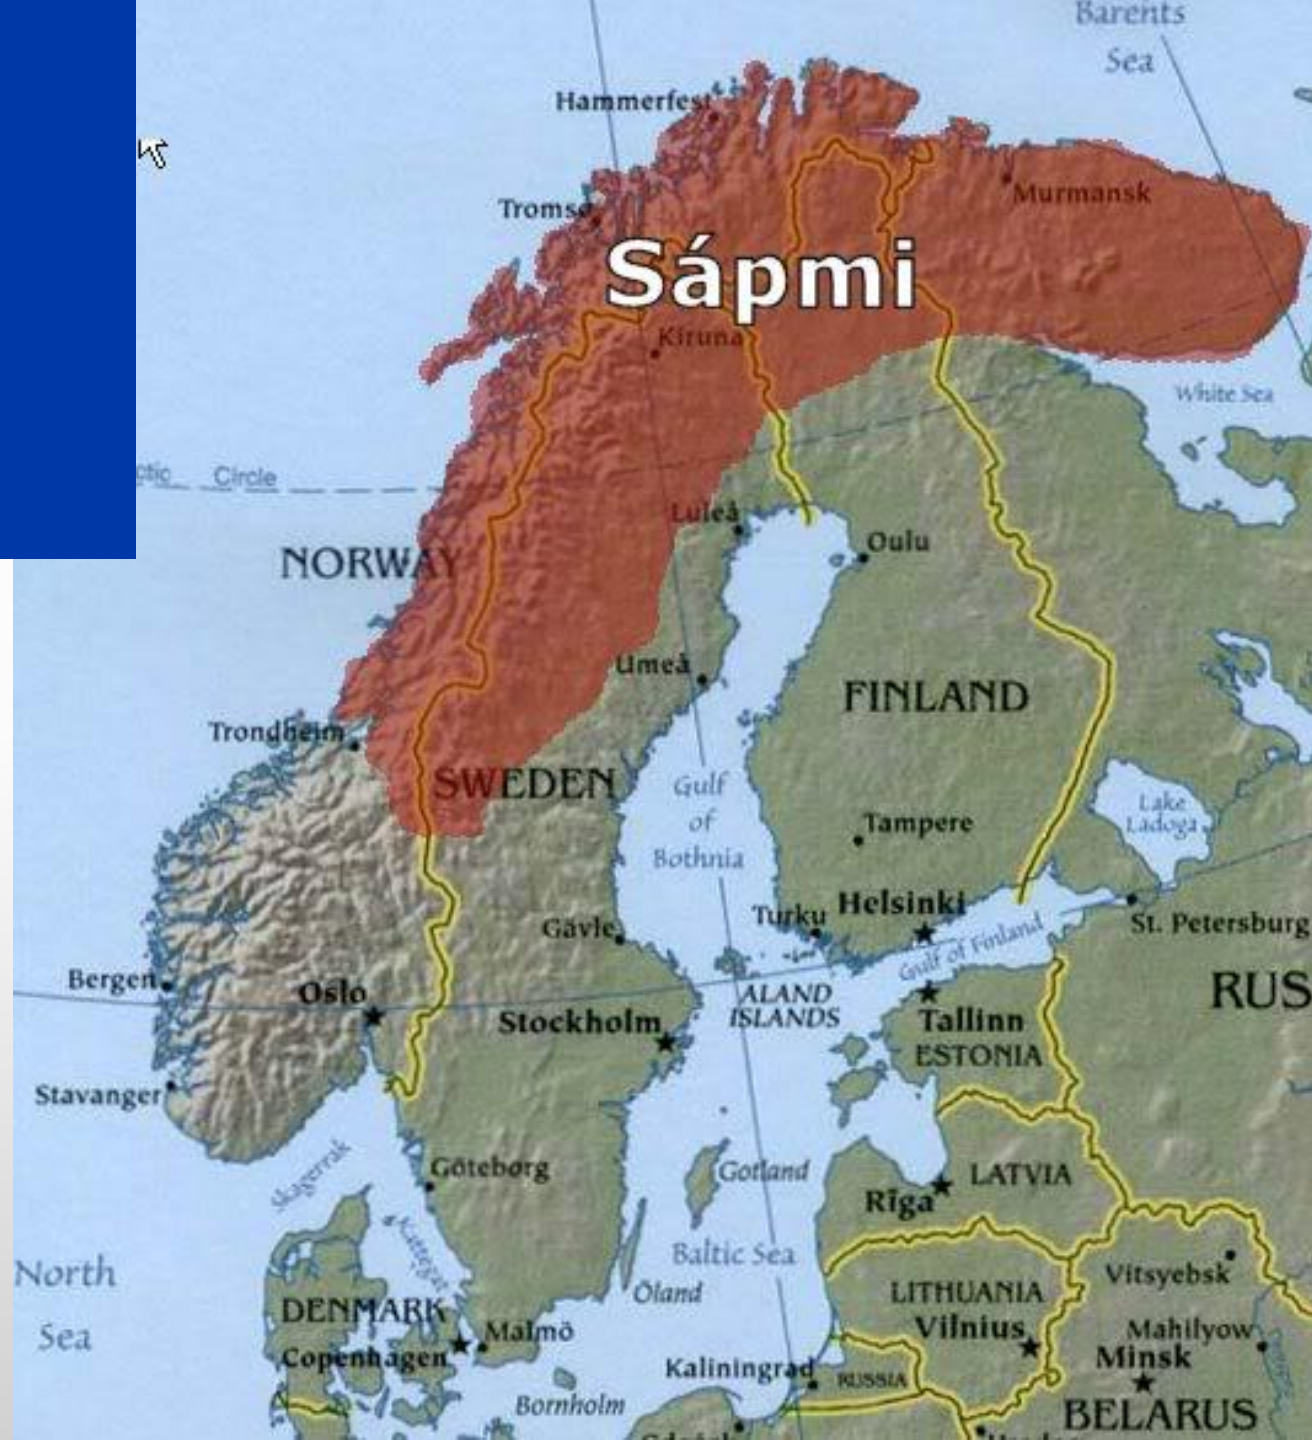 Barents
Sea
Hammerfest
Tromsø
Murmansk
Sápmi
Kiruna
White Sea
Circle
Luleå
Oulu
NORWAY
Umeå
FINLAND
Trondheim
SWEDEN
Gulf
of
Bothnia
Lake
Ladoga
Tampere
Turku
Helsinki
Gävle
Gulf of Finland
St. Petersburg
Bergen
Oslo
ALAND
ISLANDS
RUS
Stockholm
Tallinn
ESTONIA
Stavanger
Skagerrak
Göteborg
Gotland
LATVIA
Rīga
Kattegat
Baltic Sea
North
Sea
Öland
Vitsyebsk
LITHUANIA
DENMARK
Malmö
Vilnius
Mahilyow
Copenhagen
Minsk
Kaliningrad
RUSSIA
Bornholm
BELARUS